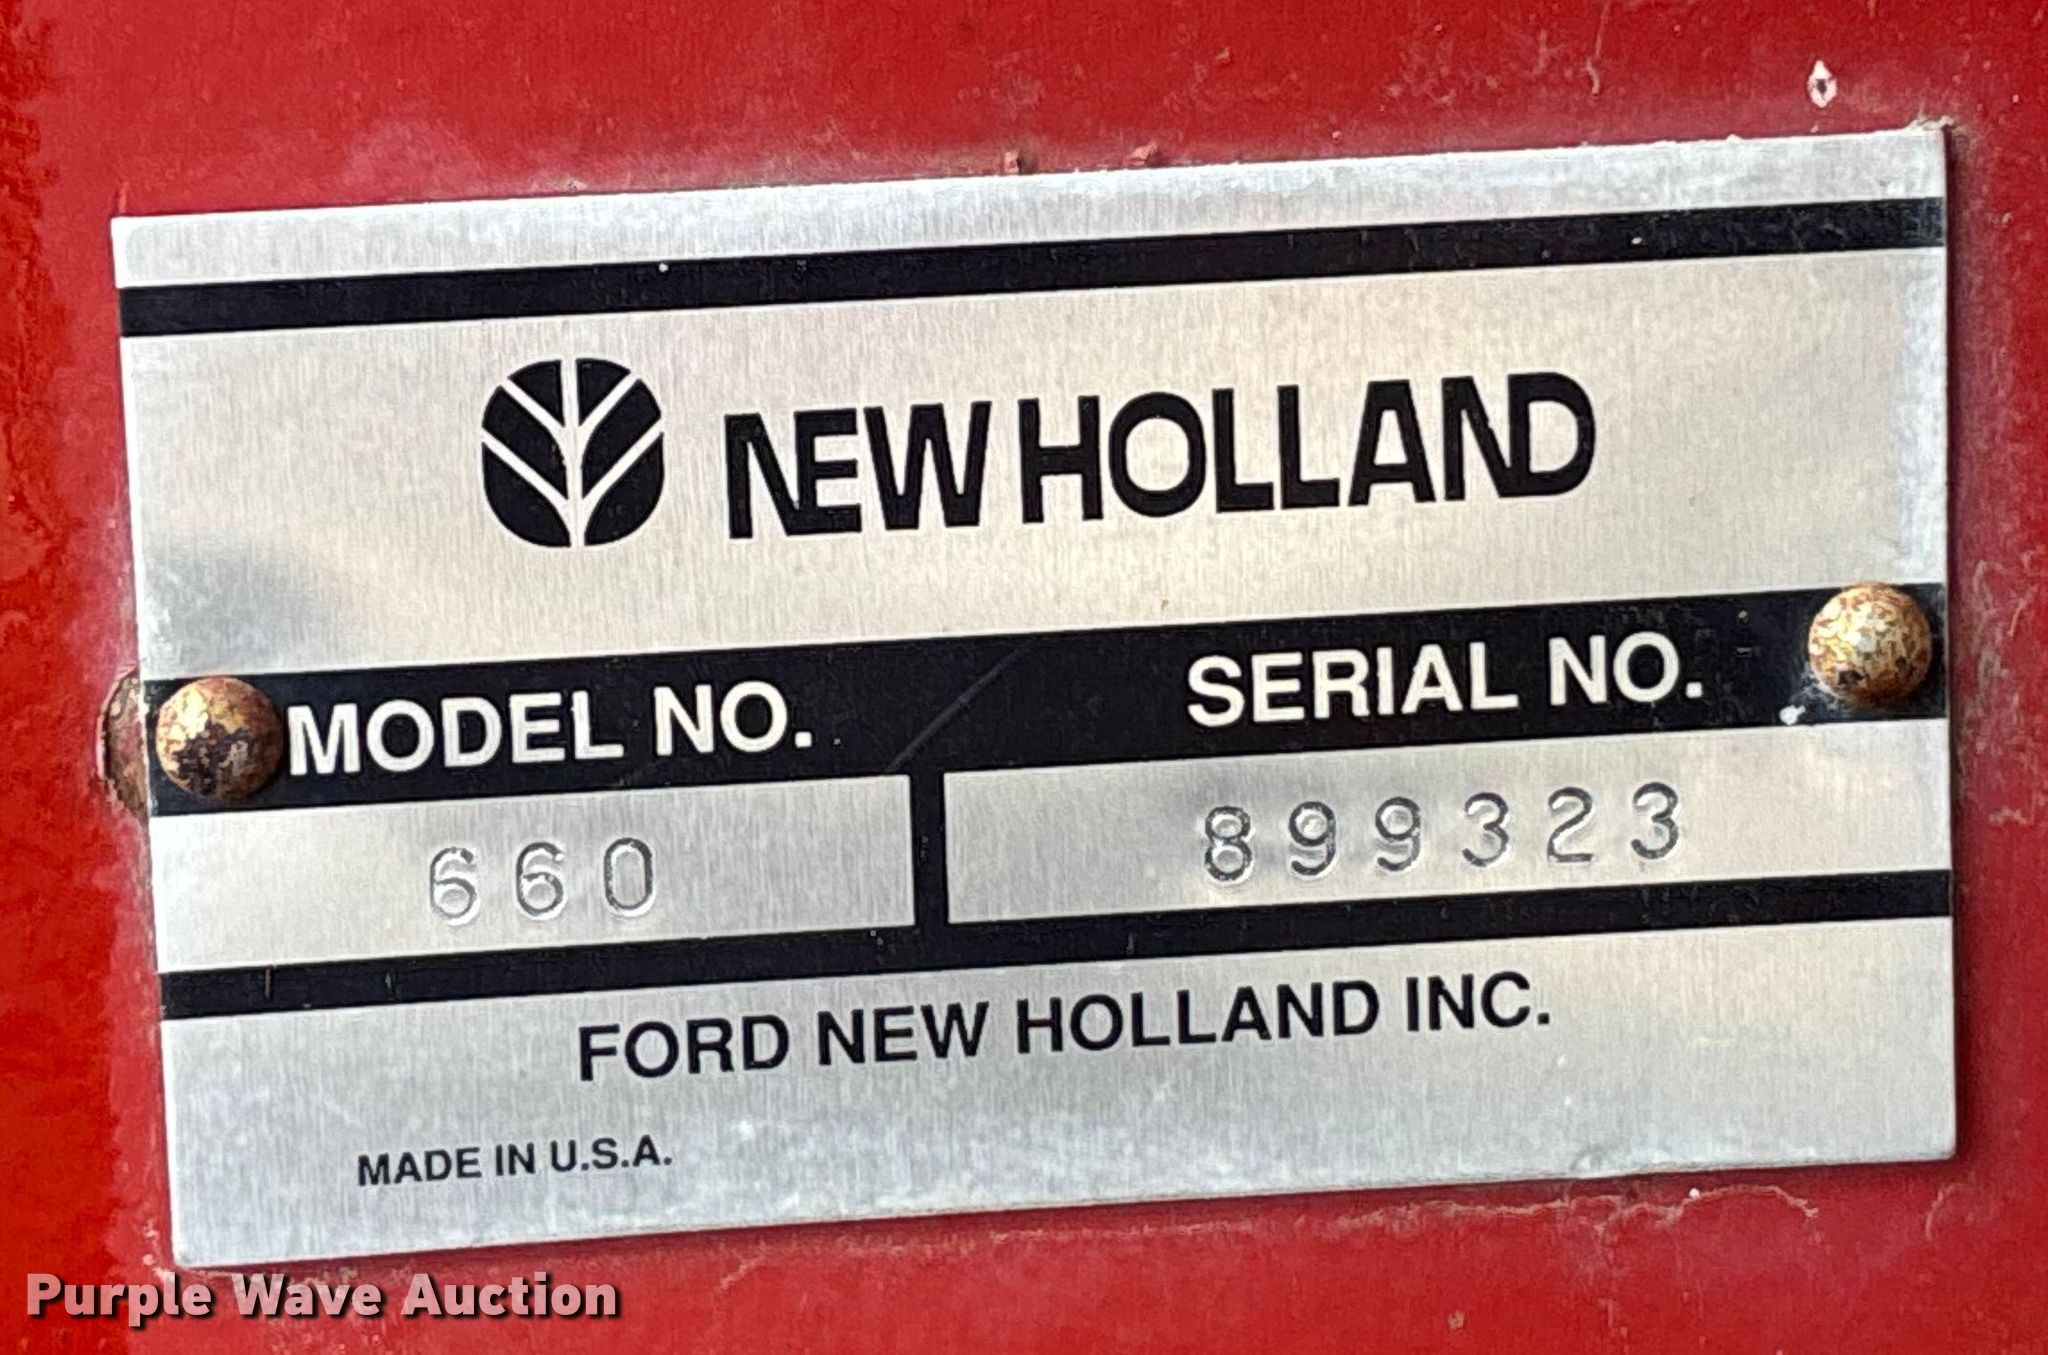 NEW HOLLAND
MODEL NO. SERIAL NO.
660 899323
FORD NEW HOLLAND INC.
MADE IN U.S.A.
Purple Wave Auction